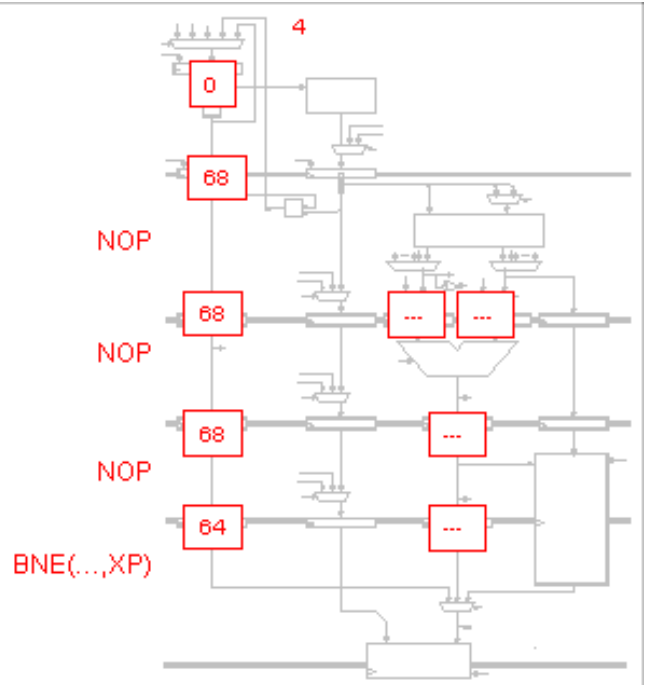 4
0
68
NOP
68
--- ---
NOP
68
---
NOP
64
---
BNE(...,XP)